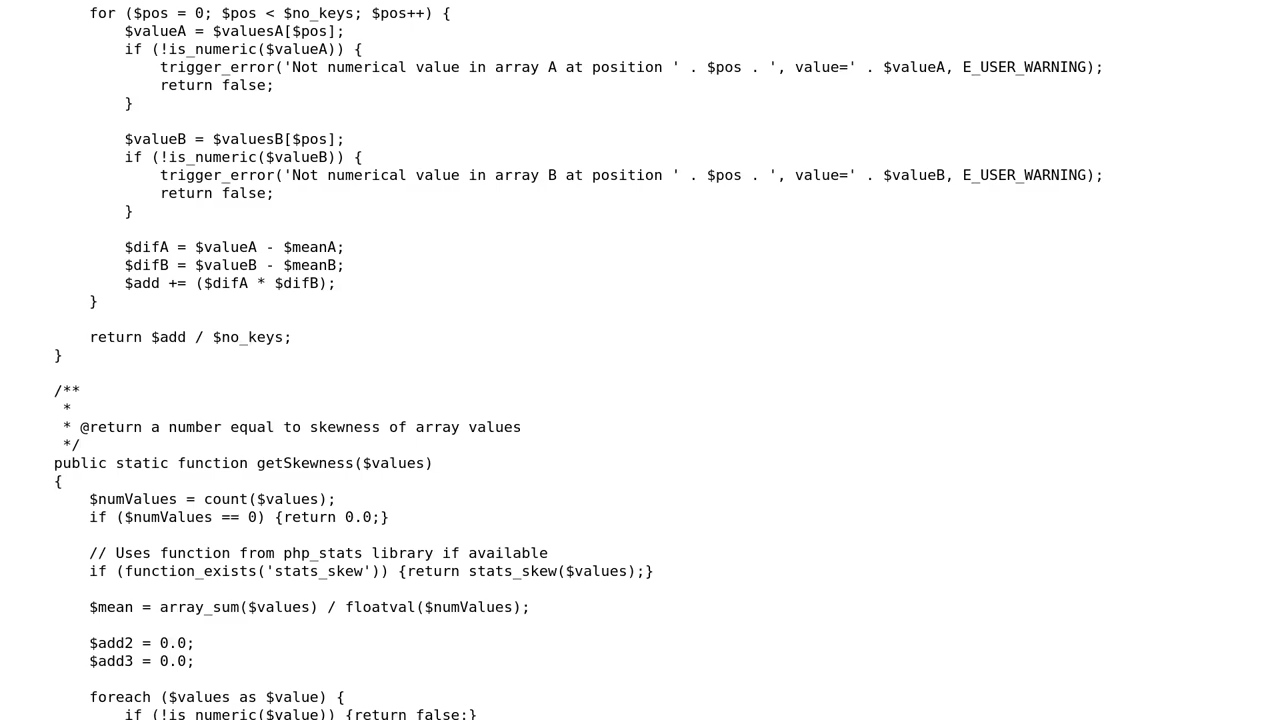 for ($pos = 0; $pos < $no_keys; $pos++) {
$valueA = $valuesA[$pos];
if (!is_numeric($valueA)) {
trigger_error('Not numerical value in array A at position ' . $pos . ', value=' . $valueA, E_USER_WARNING);
return false;
}
$valueB = $valuesB[$pos];
if (!is_numeric($valueB)) {
trigger_error('Not numerical value in array B at position ' . $pos . ', value=' . $valueB, E_USER_WARNING);
return false;
}
$difA = $valueA - $meanA;
$difB = $valueB - $meanB;
$add += ($difA * $difB);
}
return $add / $no_keys;
}
/**
*
* @return a number equal to skewness of array values
*/
public static function getSkewness($values)
{
$numValues = count($values);
if ($numValues == 0) {return 0.0;}
// Uses function from php_stats library if available
if (function_exists('stats_skew')) {return stats_skew($values);}
$mean = array_sum($values) / floatval($numValues);
$add2 = 0.0;
$add3 = 0.0;
foreach ($values as $value) {
if (!is_numeric($value)) {return false;}